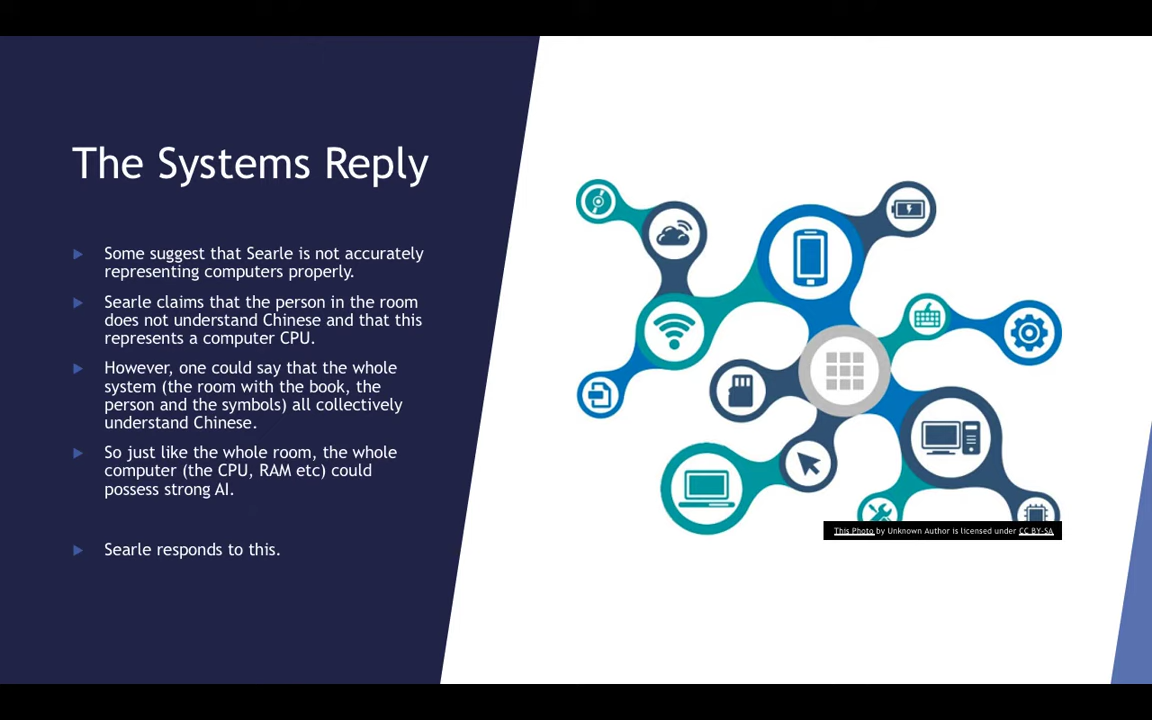 The Systems Reply
Some suggest that Searle is not accurately
representing computers properly.
Searle claims that the person in the room
does not understand Chinese and that this
represents a computer CPU.
However, one could say that the whole
system (the room with the book, the
person and the symbols) all collectively
understand Chinese.
So just like the whole room, the whole
computer (the CPU, RAM etc) could
possess strong AI.
Searle responds to this.
This Photo by Unknown Author is licensed under CC BY-SA